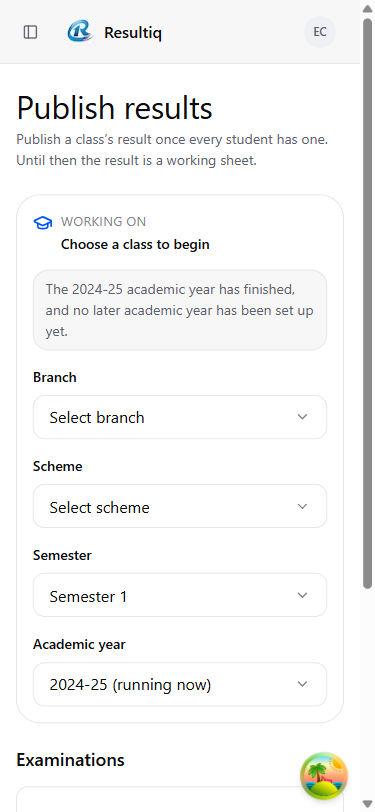 Resultiq
EC
Publish results
Publish a class's result once every student has one.
Until then the result is a working sheet.
WORKING ON
Choose a class to begin
The 2024-25 academic year has finished,
and no later academic year has been set up
yet.
Branch
Select branch
Scheme
Select scheme
Semester
Semester 1
Academic year
2024-25 (running now)
Examinations